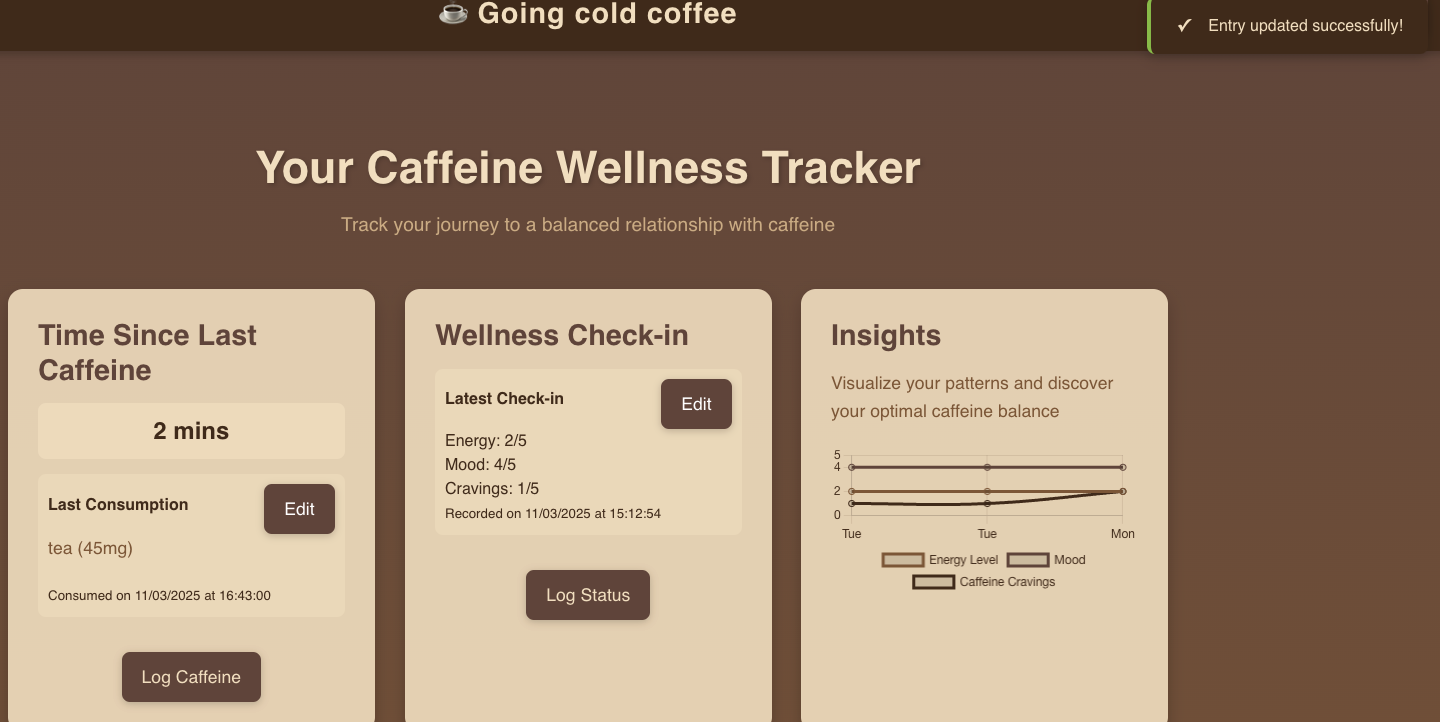 Going cold coffee
✓ Entry updated successfully!
Your Caffeine Wellness Tracker
Track your journey to a balanced relationship with caffeine
Time Since Last
Caffeine
2 mins
Last Consumption
Edit
tea (45mg)
Consumed on 11/03/2025 at 16:43:00
Log Caffeine
Wellness Check-in
Latest Check-in
Edit
Energy: 2/5
Mood: 4/5
Cravings: 1/5
Recorded on 11/03/2025 at 15:12:54
Log Status
Insights
Visualize your patterns and discover
your optimal caffeine balance
5
4
2
0
Tue Tue Mon
Energy Level Mood
Caffeine Cravings